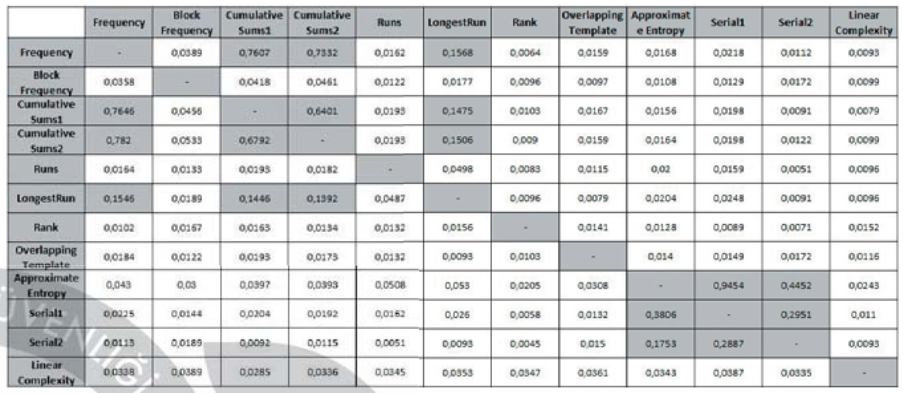 Frequency Block Frequency Cumulative Sums1 Cumulative Sums2 Runs LongestRun Rank Overlapping Template Approximat e Entropy Serial1 Serial2 Linear Complexity
Frequency - 0,0389 0,7607 0,7332 0,0162 0,1568 0,0064 0,0159 0,0168 0,0218 0,0112 0,0093
Block Frequency 0,0358 - 0,0418 0,0461 0,0122 0,0177 0,0096 0,0097 0,0108 0,0129 0,0172 0,0099
Cumulative Sums1 0,7646 0,0456 - 0,6401 0,0193 0,1475 0,0103 0,0167 0,0156 0,0198 0,0091 0,0079
Cumulative Sums2 0,782 0,0533 0,6792 - 0,0193 0,1506 0,009 0,0159 0,0164 0,0198 0,0122 0,0099
Runs 0,0164 0,0133 0,0193 0,0182 - 0,0498 0,0083 0,0115 0,02 0,0159 0,0051 0,0096
LongestRun 0,1546 0,0189 0,1446 0,1392 0,0487 - 0,0096 0,0079 0,0204 0,0248 0,0091 0,0096
Rank 0,0102 0,0167 0,0163 0,0134 0,0132 0,0156 - 0,0141 0,0128 0,0089 0,0071 0,0152
Overlapping Template 0,0184 0,0122 0,0193 0,0173 0,0132 0,0093 0,0103 - 0,014 0,0149 0,0172 0,0116
Approximate Entropy 0,043 0,03 0,0397 0,0393 0,0508 0,053 0,0205 0,0308 - 0,9454 0,4452 0,0243
Serial1 0,0225 0,0144 0,0204 0,0192 0,0162 0,026 0,0058 0,0132 0,3806 - 0,2951 0,011
Serial2 0,0113 0,0189 0,0092 0,0115 0,0051 0,0093 0,0045 0,015 0,1753 0,2887 - 0,0093
Linear Complexity 0,0338 0,0389 0,0285 0,0336 0,0345 0,0353 0,0347 0,0361 0,0343 0,0387 0,0335 -